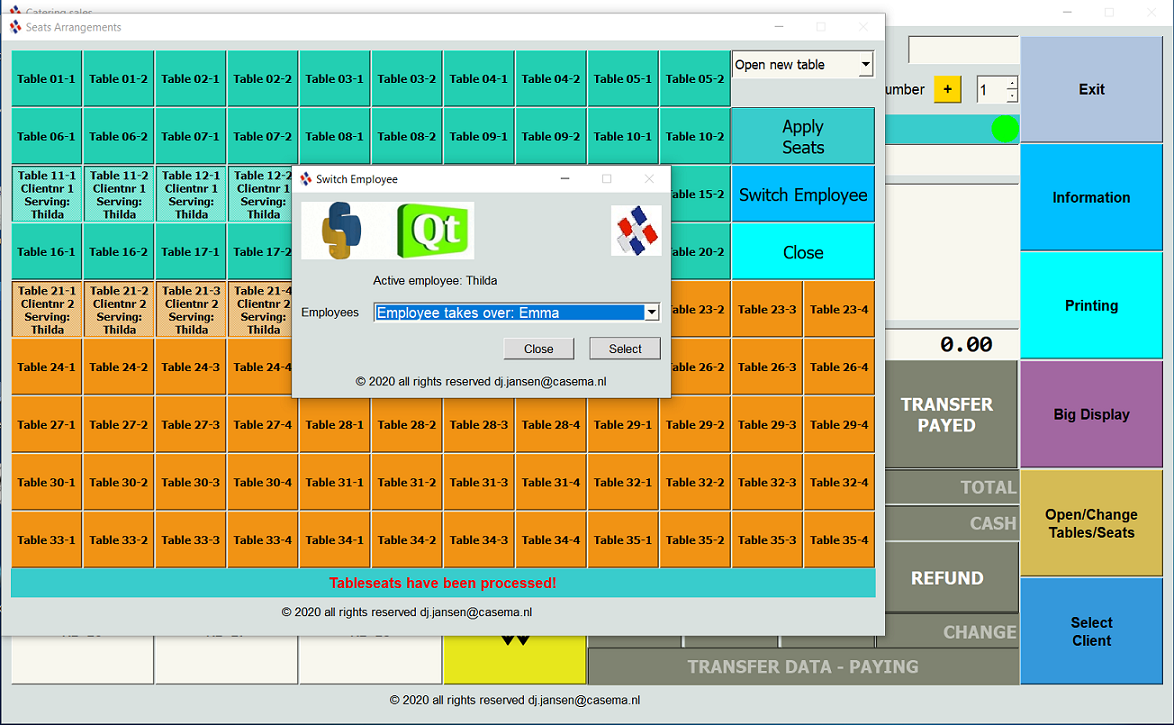 Catering sales
Seats Arrangements
Table 01-1 Table 01-2 Table 02-1 Table 02-2 Table 03-1 Table 03-2 Table 04-1 Table 04-2 Table 05-1 Table 05-2
Open new table
Table 06-1 Table 06-2 Table 07-1 Table 07-2 Table 08-1 Table 08-2 Table 09-1 Table 09-2 Table 10-1 Table 10-2
Apply
Seats
Table 11-1 Table 11-2 Table 12-1 Table 12-2
Clientnr 1 Clientnr 1 Clientnr 1 Clientnr 1
Serving: Serving: Serving: Serving:
Thilda Thilda Thilda Thilda
able 15-2
Switch Employee
Table 16-1 Table 16-2 Table 17-1 Table 17-2
able 20-2
Close
Table 21-1 Table 21-2 Table 21-3 Table 21-4
Clientnr 2 Clientnr 2 Clientnr 2 Clientnr 2
Serving: Serving: Serving: Serving:
Thilda Thilda Thilda Thilda
able 23-2 Table 23-3 Table 23-4
Table 24-1 Table 24-2 Table 24-3 Table 24-4
able 26-2 Table 26-3 Table 26-4
Table 27-1 Table 27-2 Table 27-3 Table 27-4 Table 28-1 Table 28-2 Table 28-3 Table 28-4 Table 29-1 Table 29-2 Table 29-3 Table 29-4
Table 30-1 Table 30-2 Table 30-3 Table 30-4 Table 31-1 Table 31-2 Table 31-3 Table 31-4 Table 32-1 Table 32-2 Table 32-3 Table 32-4
Table 33-1 Table 33-2 Table 33-3 Table 33-4 Table 34-1 Table 34-2 Table 34-3 Table 34-4 Table 35-1 Table 35-2 Table 35-3 Table 35-4
Tableseats have been processed!
© 2020 all rights reserved dj.jansen@casema.nl
Switch Employee
Qt
Active employee: Thilda
Employees
Employee takes over: Emma
Close
Select
© 2020 all rights reserved dj.jansen@casema.nl
umber + 1
0.00
TRANSFER
PAYED
TOTAL
CASH
REFUND
CHANGE
TRANSFER DATA - PAYING
Exit
Information
Printing
Big Display
Open/Change
Tables/Seats
Select
Client
© 2020 all rights reserved dj.jansen@casema.nl